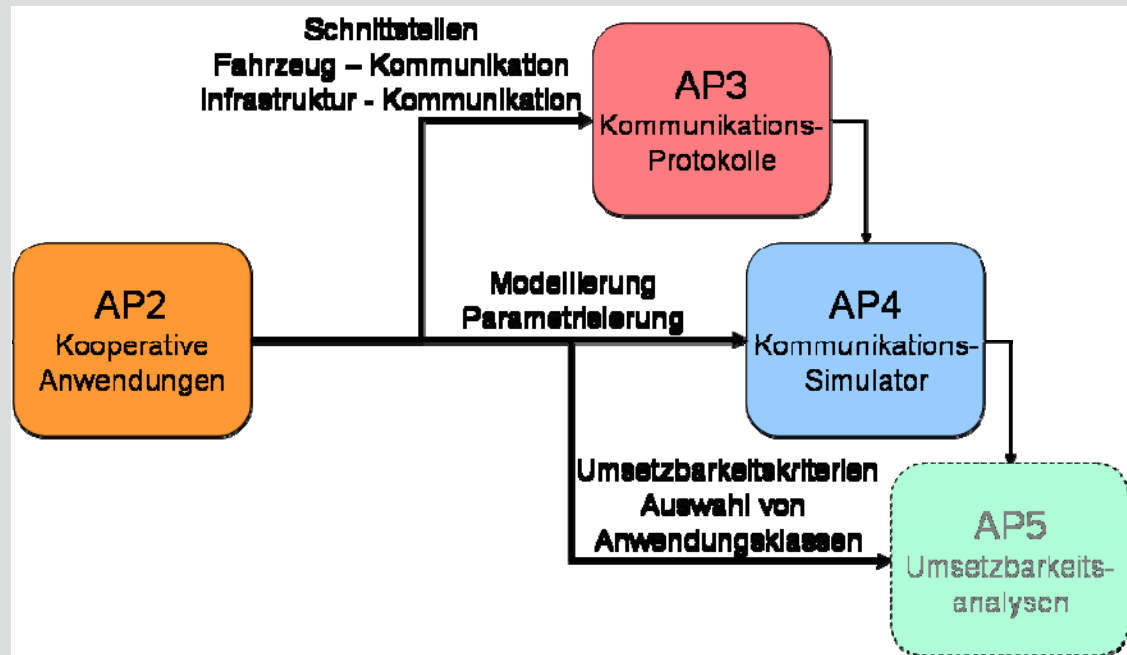 Schnittstellen
Fahrzeug – Kommunikation
Infrastruktur - Kommunikation
AP3
Kommunikations-
Protokolle
AP2
Kooperative
Anwendungen
Modellierung
Parametrisierung
AP4
Kommunikations-
Simulator
Umsetzbarkeitskriterien
Auswahl von
Anwendungsklassen
AP5
Umsetzbarkeits-
analysen